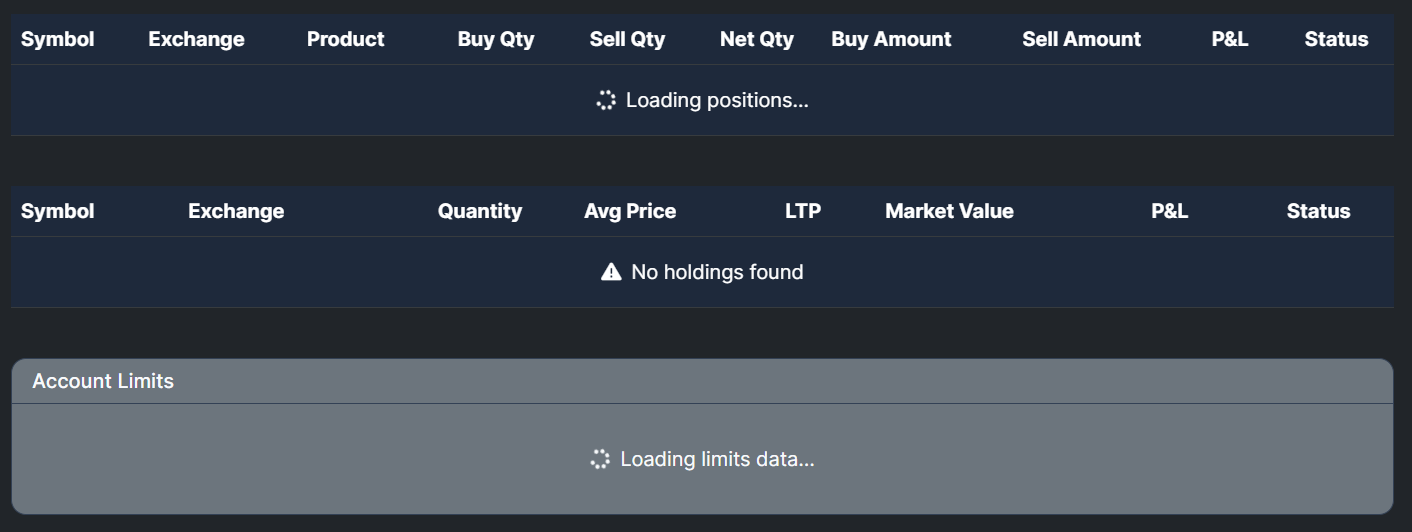 Symbol Exchange Product Buy Qty Sell Qty Net Qty Buy Amount Sell Amount P&L Status
Loading positions...
Symbol Exchange Quantity Avg Price LTP Market Value P&L Status
No holdings found
Account Limits
Loading limits data...